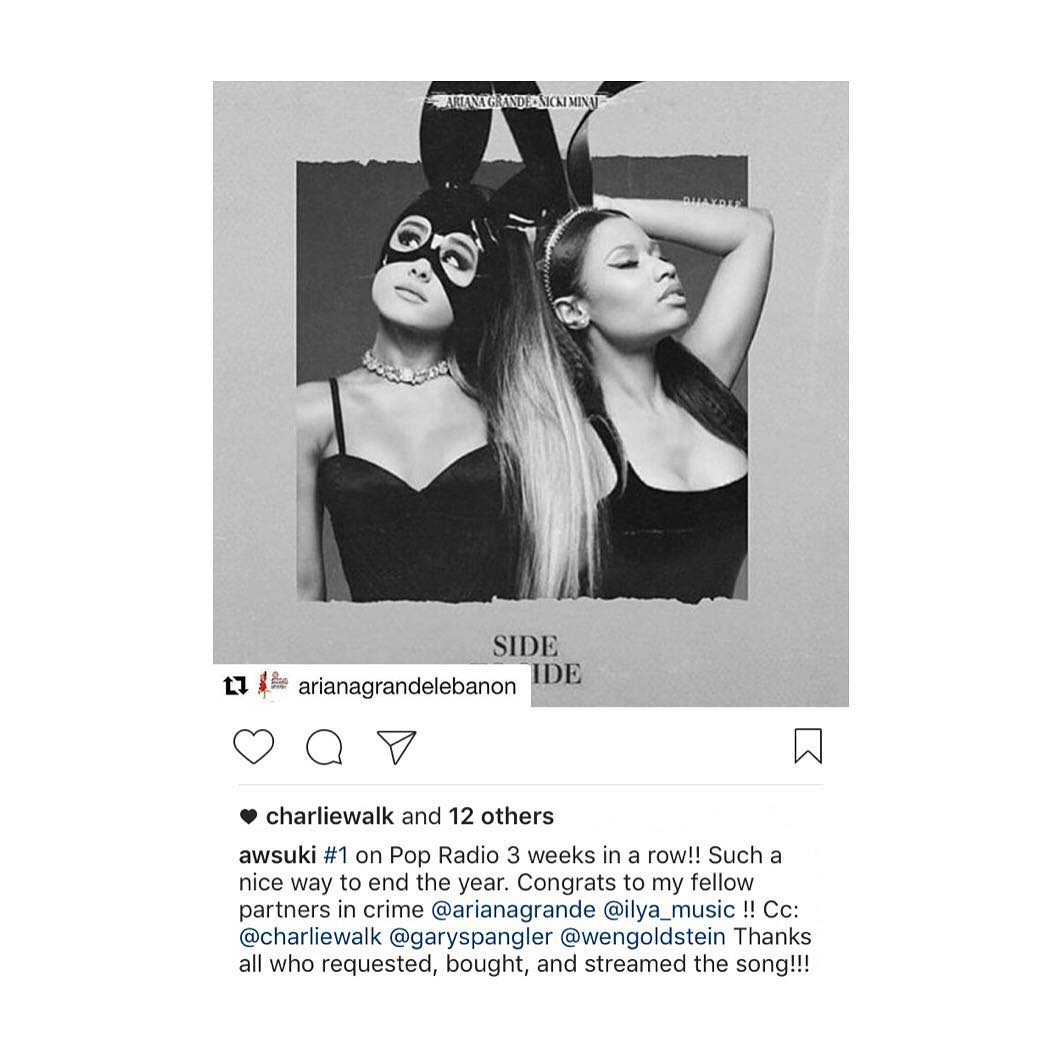 ARIANA GRANDE + NICKI MINAJ
SIDE
IDE
arianagrandelebanon
charliewalk and 12 others
awsuki #1 on Pop Radio 3 weeks in a row!! Such a
nice way to end the year. Congrats to my fellow
partners in crime @arianagrande @ilya_music !! Cc:
@charliewalk @garyspangler @wengoldstein Thanks
all who requested, bought, and streamed the song!!!